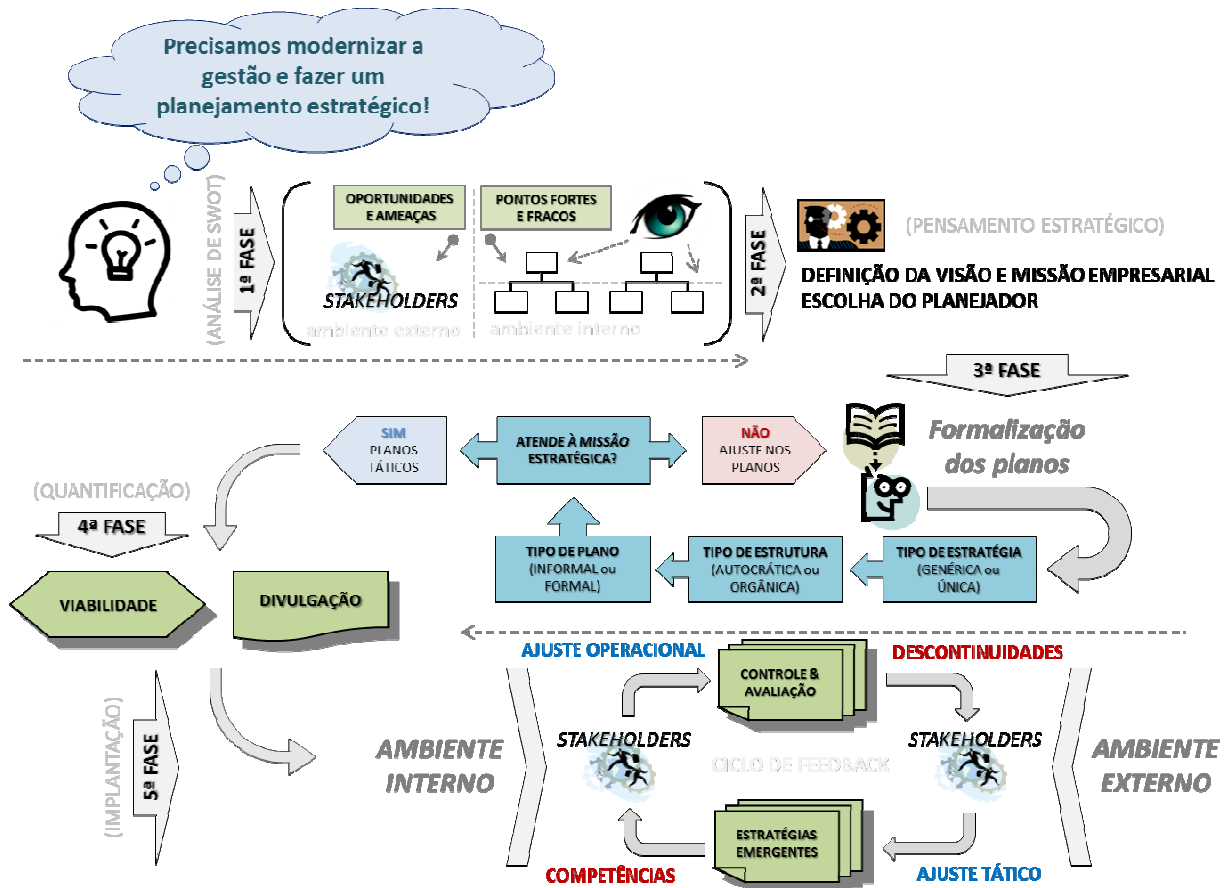 Precisamos modernizar a
gestão e fazer um
planejamento estratégico!
(ANÁLISE DE SWOT)
1ª FASE
OPORTUNIDADES
E AMEAÇAS
PONTOS FORTES
E FRACOS
STAKEHOLDERS
ambiente externo
ambiente interno
2ª FASE
(PENSAMENTO ESTRATÉGICO)
DEFINIÇÃO DA VISÃO E MISSÃO EMPRESARIAL
ESCOLHA DO PLANEJADOR
3ª FASE
Formalização
dos planos
SIM
PLANOS
TÁTICOS
ATENDE À MISSÃO
ESTRATÉGICA?
NÃO
AJUSTE NOS
PLANOS
TIPO DE PLANO
(INFORMAL ou
FORMAL)
TIPO DE ESTRUTURA
(AUTOCRÁTICA ou
ORGÂNICA)
TIPO DE ESTRATÉGIA
(GENÉRICA ou
ÚNICA)
(QUANTIFICAÇÃO)
4ª FASE
VIABILIDADE
DIVULGAÇÃO
(IMPLANTAÇÃO)
5ª FASE
AMBIENTE
INTERNO
AJUSTE OPERACIONAL
DESCONTINUIDADES
CONTROLE &
AVALIAÇÃO
STAKEHOLDERS
STAKEHOLDERS
CICLO DE FEEDBACK
AMBIENTE
EXTERNO
ESTRATÉGIAS
EMERGENTES
COMPETÊNCIAS
AJUSTE TÁTICO